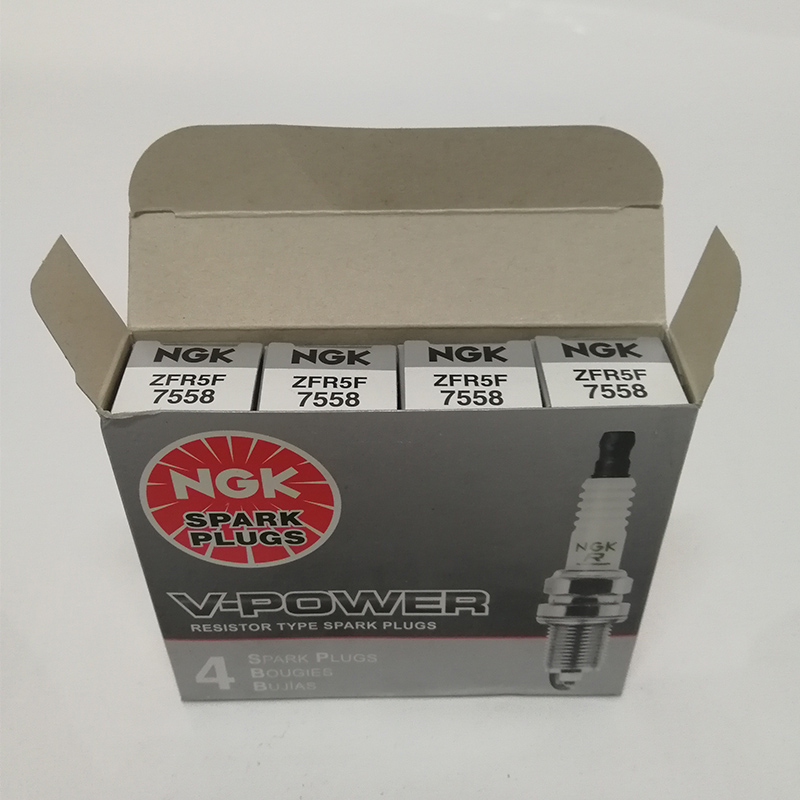 NGK
ZFR5F
7558
NGK
ZFR5F
7558
NGK
ZFR5F
7558
NGK
ZFR5F
7558
NGK
SPARK
PLUGS
NGK
R
V-POWER
RESISTOR TYPE SPARK PLUGS
4
SPARK PLUGS
BOUGIES
BUJÍAS